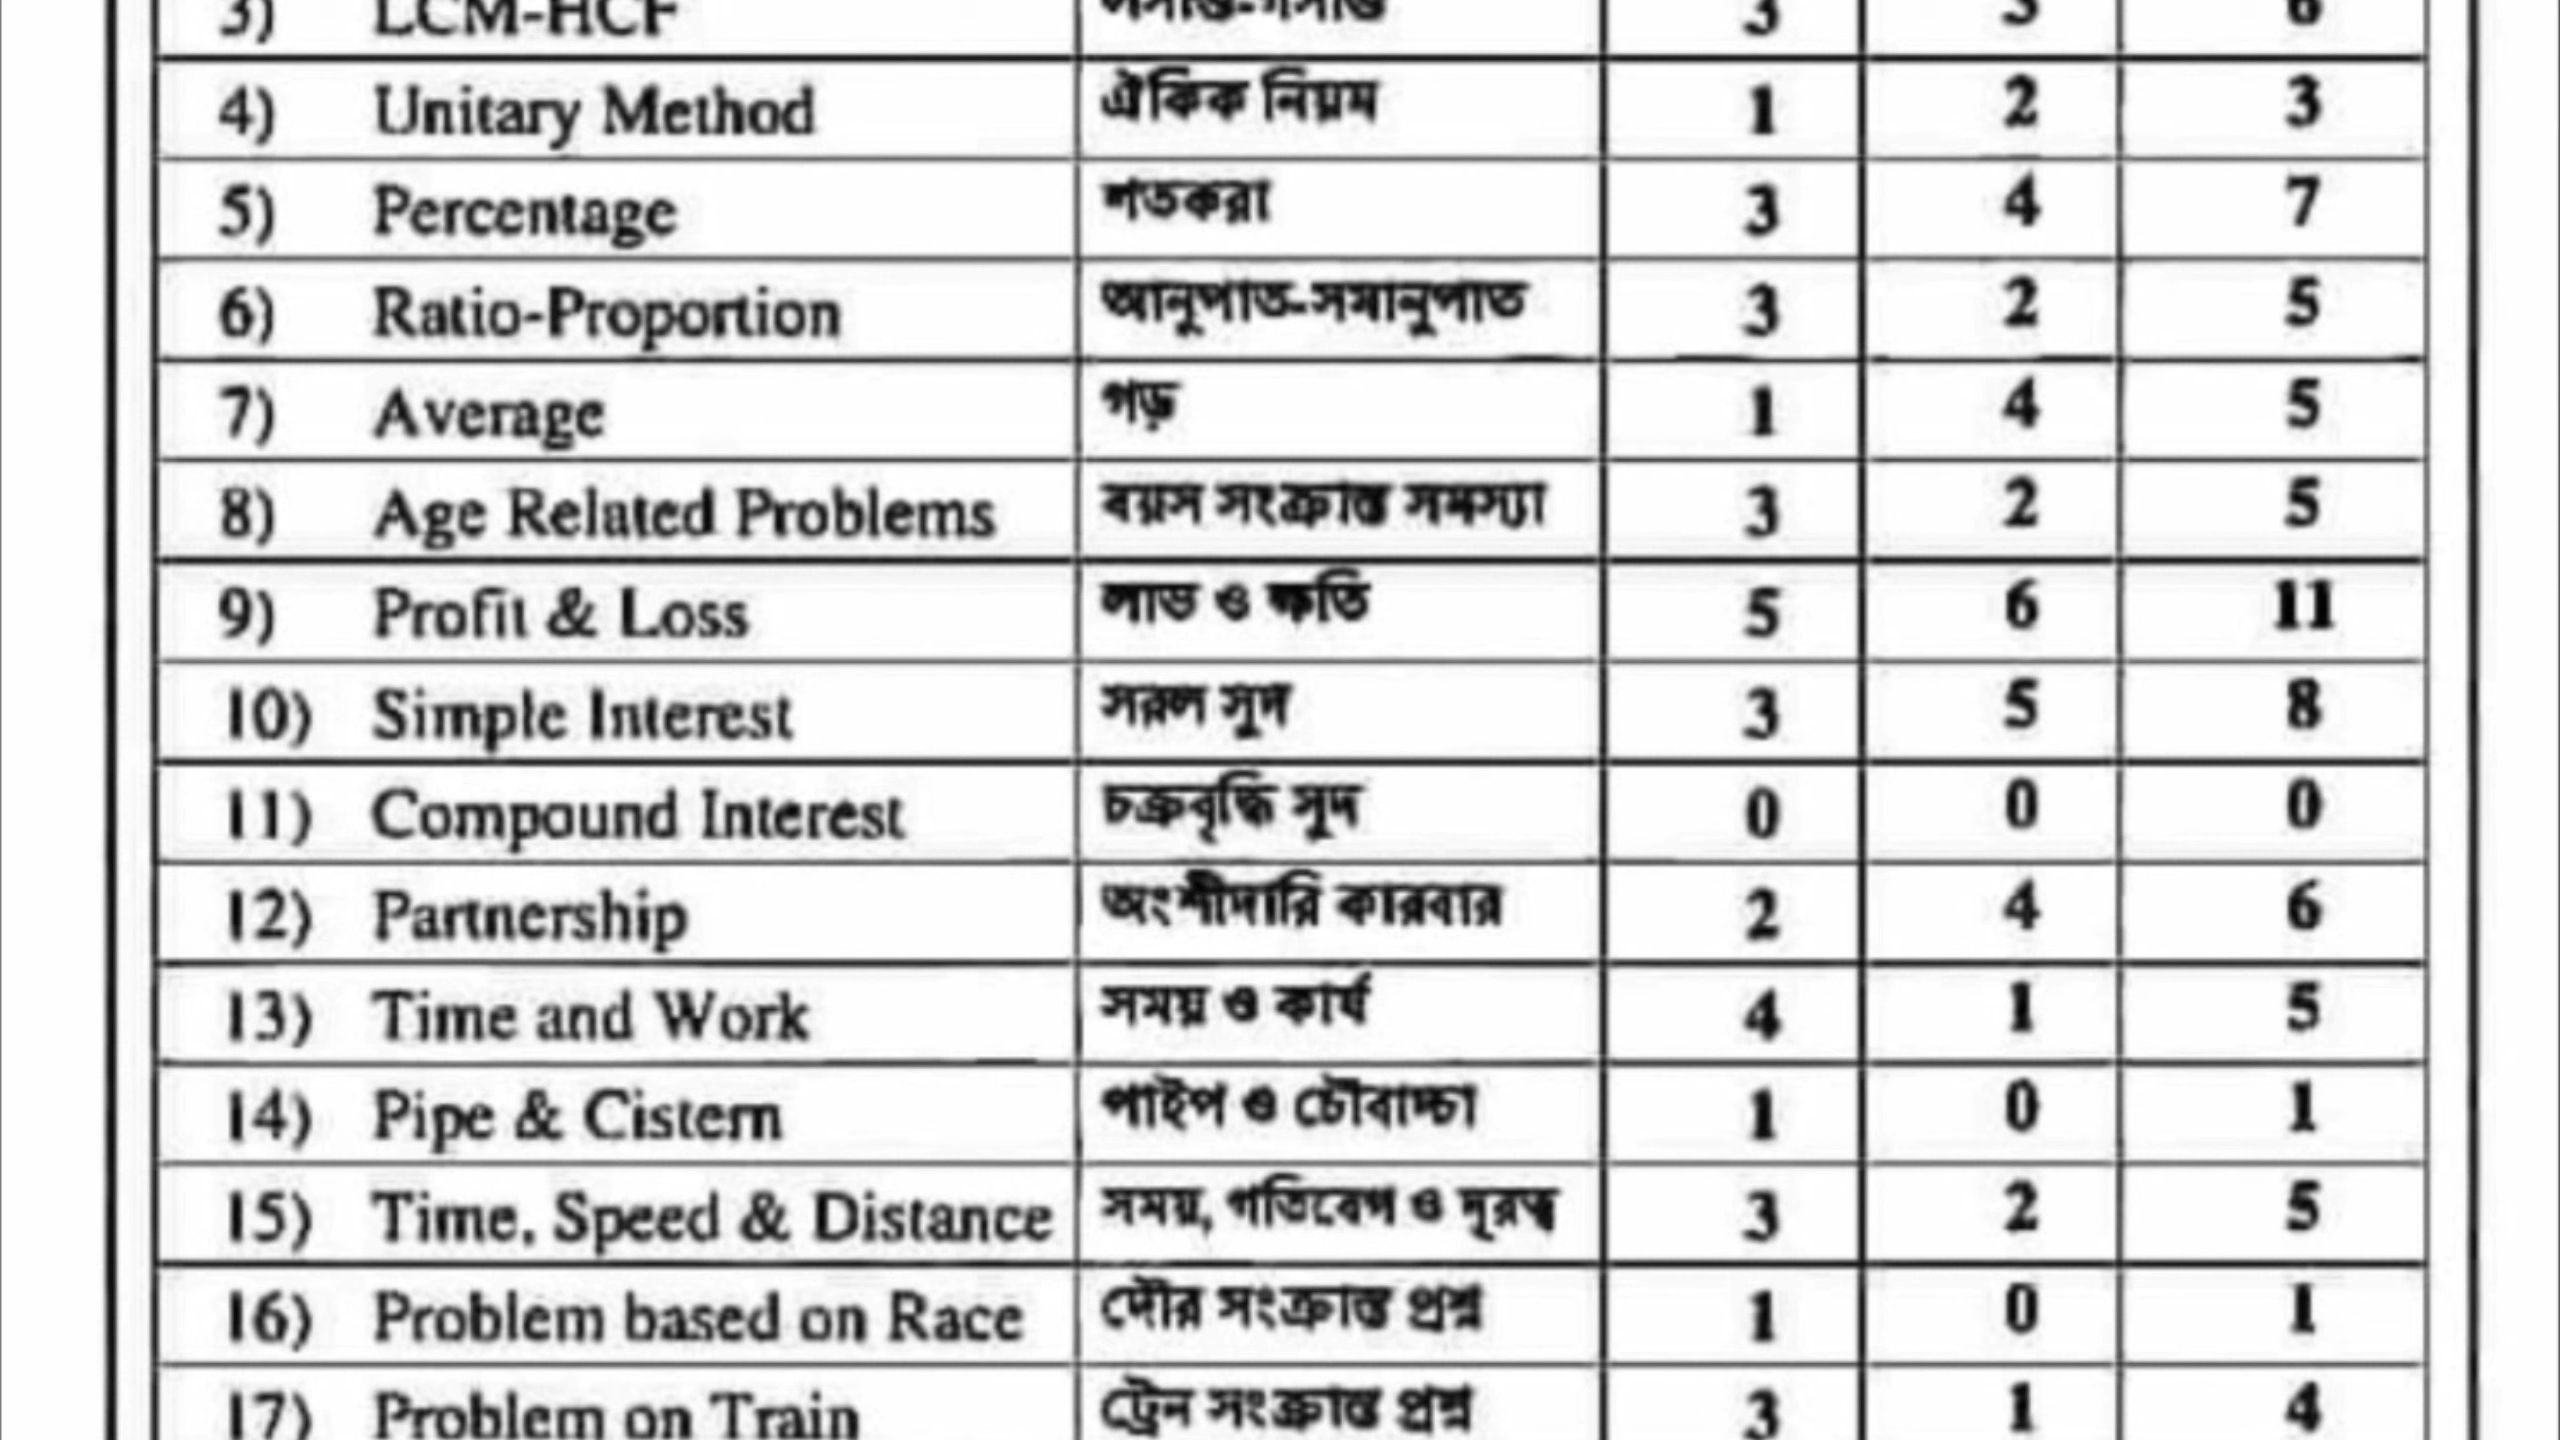 3) LCM-HCF লসাগু-গসাগু 3 3 6
4) Unitary Method ঐকিক নিয়ম 1 2 3
5) Percentage শতকরা 3 4 7
6) Ratio-Proportion আনুপাত-সমানুপাত 3 2 5
7) Average গড় 1 4 5
8) Age Related Problems বয়স সংক্রান্ত সমস্যা 3 2 5
9) Profit & Loss লাভ ও ক্ষতি 5 6 11
10) Simple Interest সরল সুদ 3 5 8
11) Compound Interest চক্রবৃদ্ধি সুদ 0 0 0
12) Partnership অংশীদারি কারবার 2 4 6
13) Time and Work সময় ও কার্য 4 1 5
14) Pipe & Cistern পাইপ ও চৌবাচ্চা 1 0 1
15) Time, Speed & Distance সময়, গতিবেগ ও দূরত্ব 3 2 5
16) Problem based on Race দৌর সংক্রান্ত প্রশ্ন 1 0 1
17) Problem on Train ট্রেন সংক্রান্ত প্রশ্ন 3 1 4